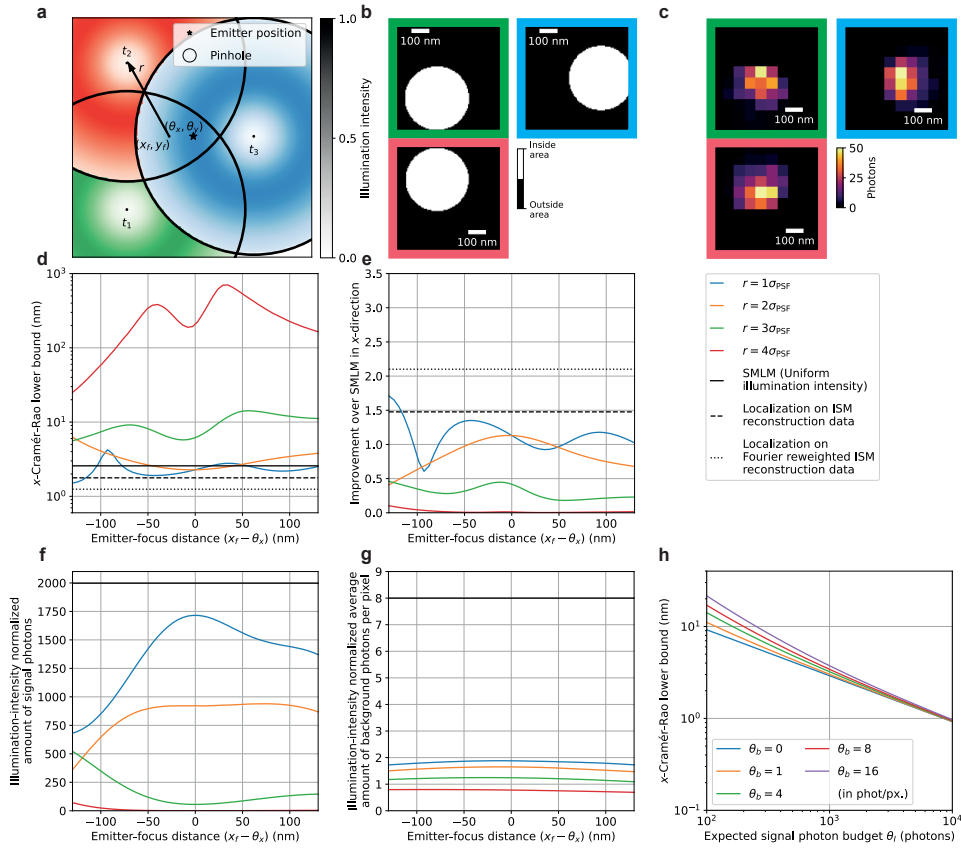 a
Emitter position
Pinhole
t2
r
(θx, θy)
(xf, yf)
t3
t1
1.0
0.5
0.0
Illumination intensity
b
100 nm
100 nm
100 nm
Inside
area
Outside
area
c
100 nm
100 nm
100 nm
50
25
0
Photons
d
10³
10²
10¹
10⁰
x-Cramér-Rao lower bound (nm)
−100 −50 0 50 100
Emitter-focus distance (xf − θx) (nm)
e
3.5
3.0
2.5
2.0
1.5
1.0
0.5
0.0
Improvement over SMLM in x-direction
−100 −50 0 50 100
Emitter-focus distance (xf − θx) (nm)
r = 1σPSF
r = 2σPSF
r = 3σPSF
r = 4σPSF
SMLM (Uniform
illumination intensity)
Localization on ISM
reconstruction data
Localization on
Fourier reweighted ISM
reconstruction data
f
2000
1750
1500
1250
1000
750
500
250
0
Illumination-intensity normalized
amount of signal photons
−100 −50 0 50 100
Emitter-focus distance (xf − θx) (nm)
g
9
8
7
6
5
4
3
2
1
0
Illumination-intensity normalized average
amount of background photons per pixel
−100 −50 0 50 100
Emitter-focus distance (xf − θx) (nm)
h
10¹
10⁰
10⁻¹
x-Cramér-Rao lower bound (nm)
θb = 0
θb = 1
θb = 4
θb = 8
θb = 16
(in phot/px.)
10² 10³ 10⁴
Expected signal photon budget θI (photons)